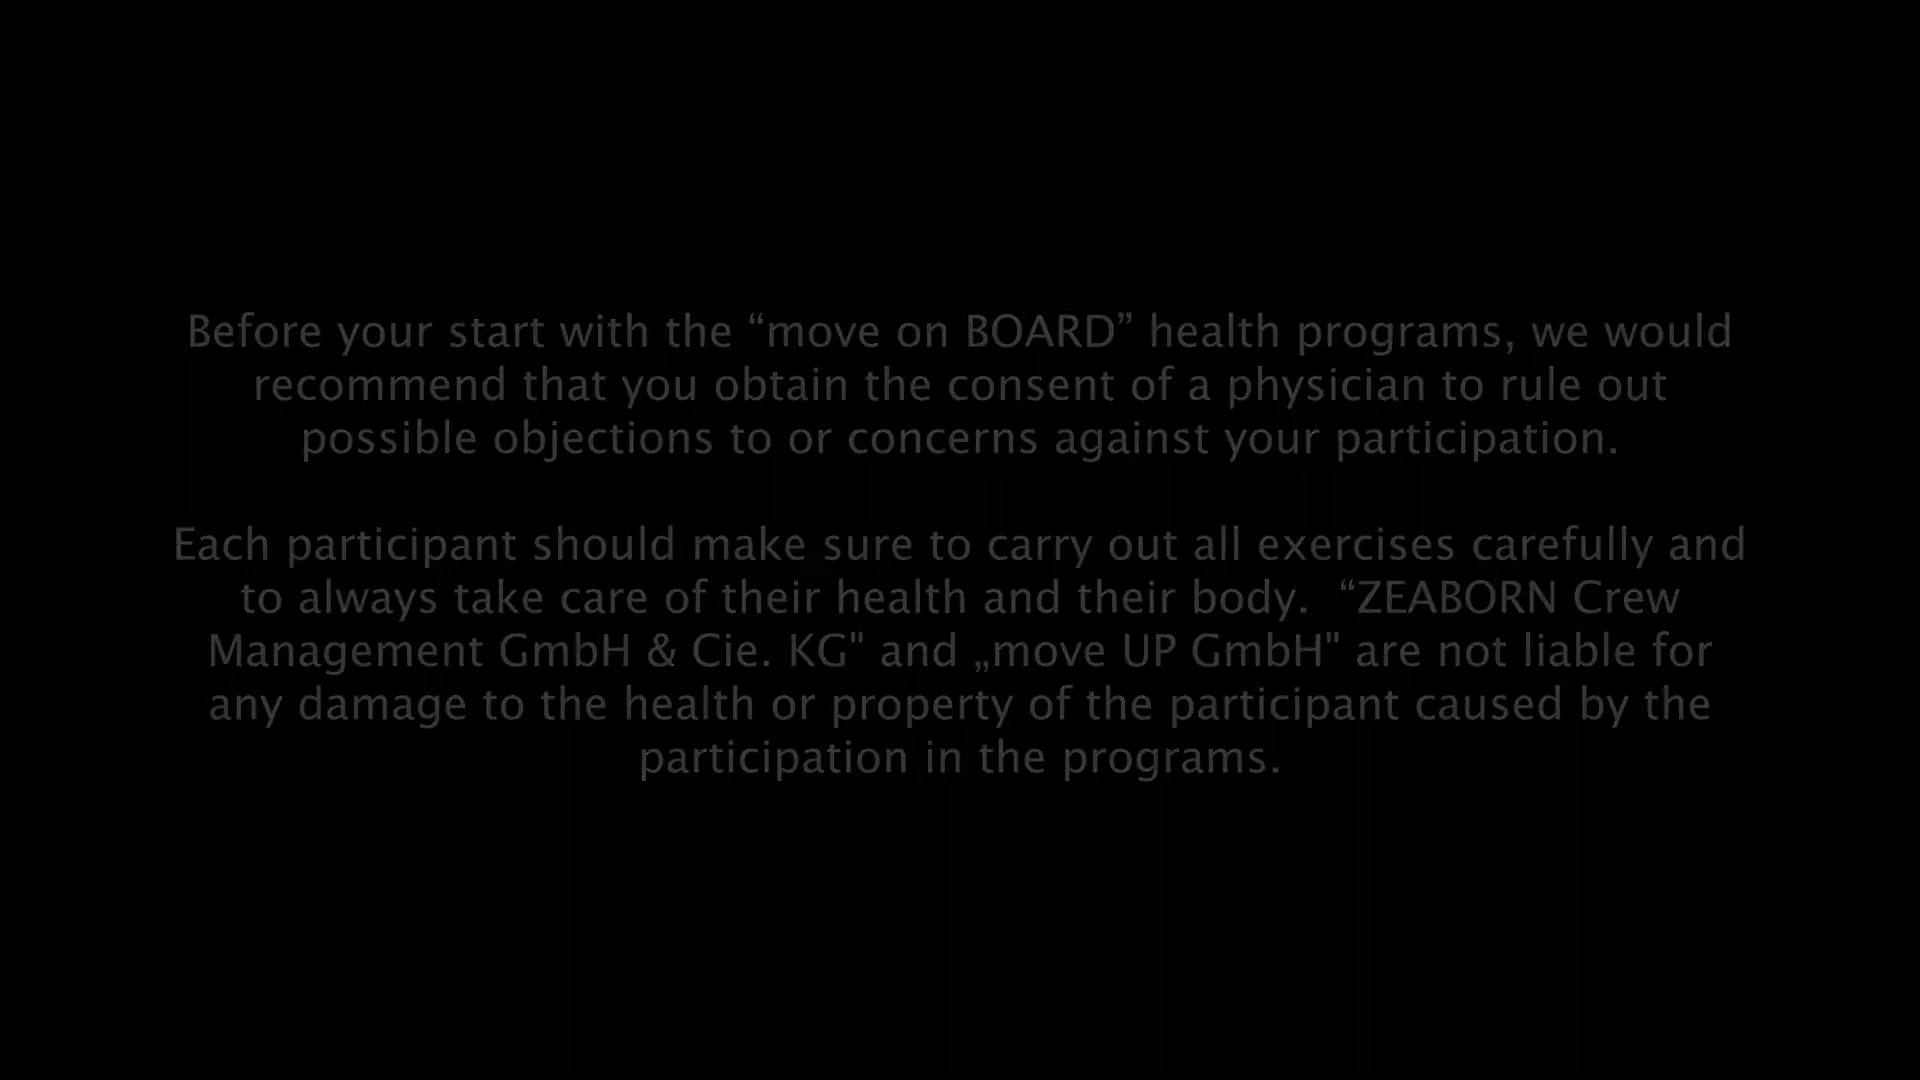 Before your start with the “move on BOARD” health programs, we would
recommend that you obtain the consent of a physician to rule out
possible objections to or concerns against your participation.
Each participant should make sure to carry out all exercises carefully and
to always take care of their health and their body.  “ZEABORN Crew
Management GmbH & Cie. KG" and „move UP GmbH" are not liable for
any damage to the health or property of the participant caused by the
participation in the programs.